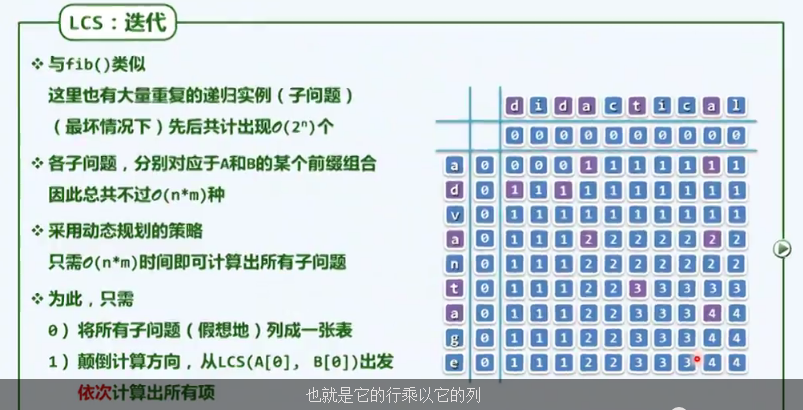 LCS：迭代
❖ 与fib()类似
这里也有大量重复的递归实例（子问题）
（最坏情况下）先后共计出现O(2ⁿ)个
❖ 各子问题，分别对应于A和B的某个前缀组合
因此总共不过O(n*m)种
❖ 采用动态规划的策略
只需O(n*m)时间即可计算出所有子问题
❖ 为此，只需
0）将所有子问题（假想地）列成一张表
1）颠倒计算方向，从LCS(A[0], B[0])出发
依次计算出所有项
d i d a c t i c a l
0 0 0 0 0 0 0 0 0 0
a 0 0 0 0 1 1 1 1 1 1 1
d 0 1 1 1 1 1 1 1 1 1 1
v 0 1 1 1 1 1 1 1 1 1 1
a 0 1 1 1 2 2 2 2 2 2 2
n 0 1 1 1 2 2 2 2 2 2 2
t 0 1 1 1 2 2 3 3 3 3 3
a 0 1 1 1 2 2 3 3 3 4 4
g 0 1 1 1 2 2 3 3 3 4 4
e 0 1 1 1 2 2 3 3 3 4 4
也就是它的行乘以它的列